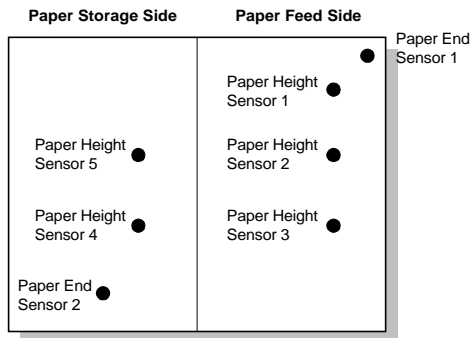 Paper Storage Side
Paper Feed Side
Paper End
Sensor 1
Paper Height
Sensor 1
Paper Height
Sensor 5
Paper Height
Sensor 2
Paper Height
Sensor 4
Paper Height
Sensor 3
Paper End
Sensor 2